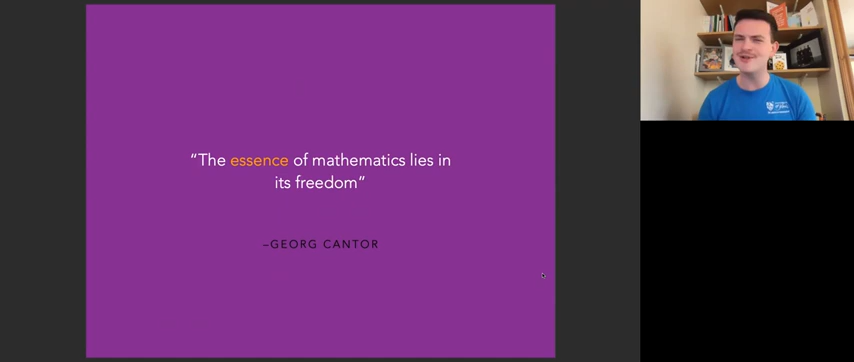 “The essence of mathematics lies in
its freedom”
–GEORG CANTOR